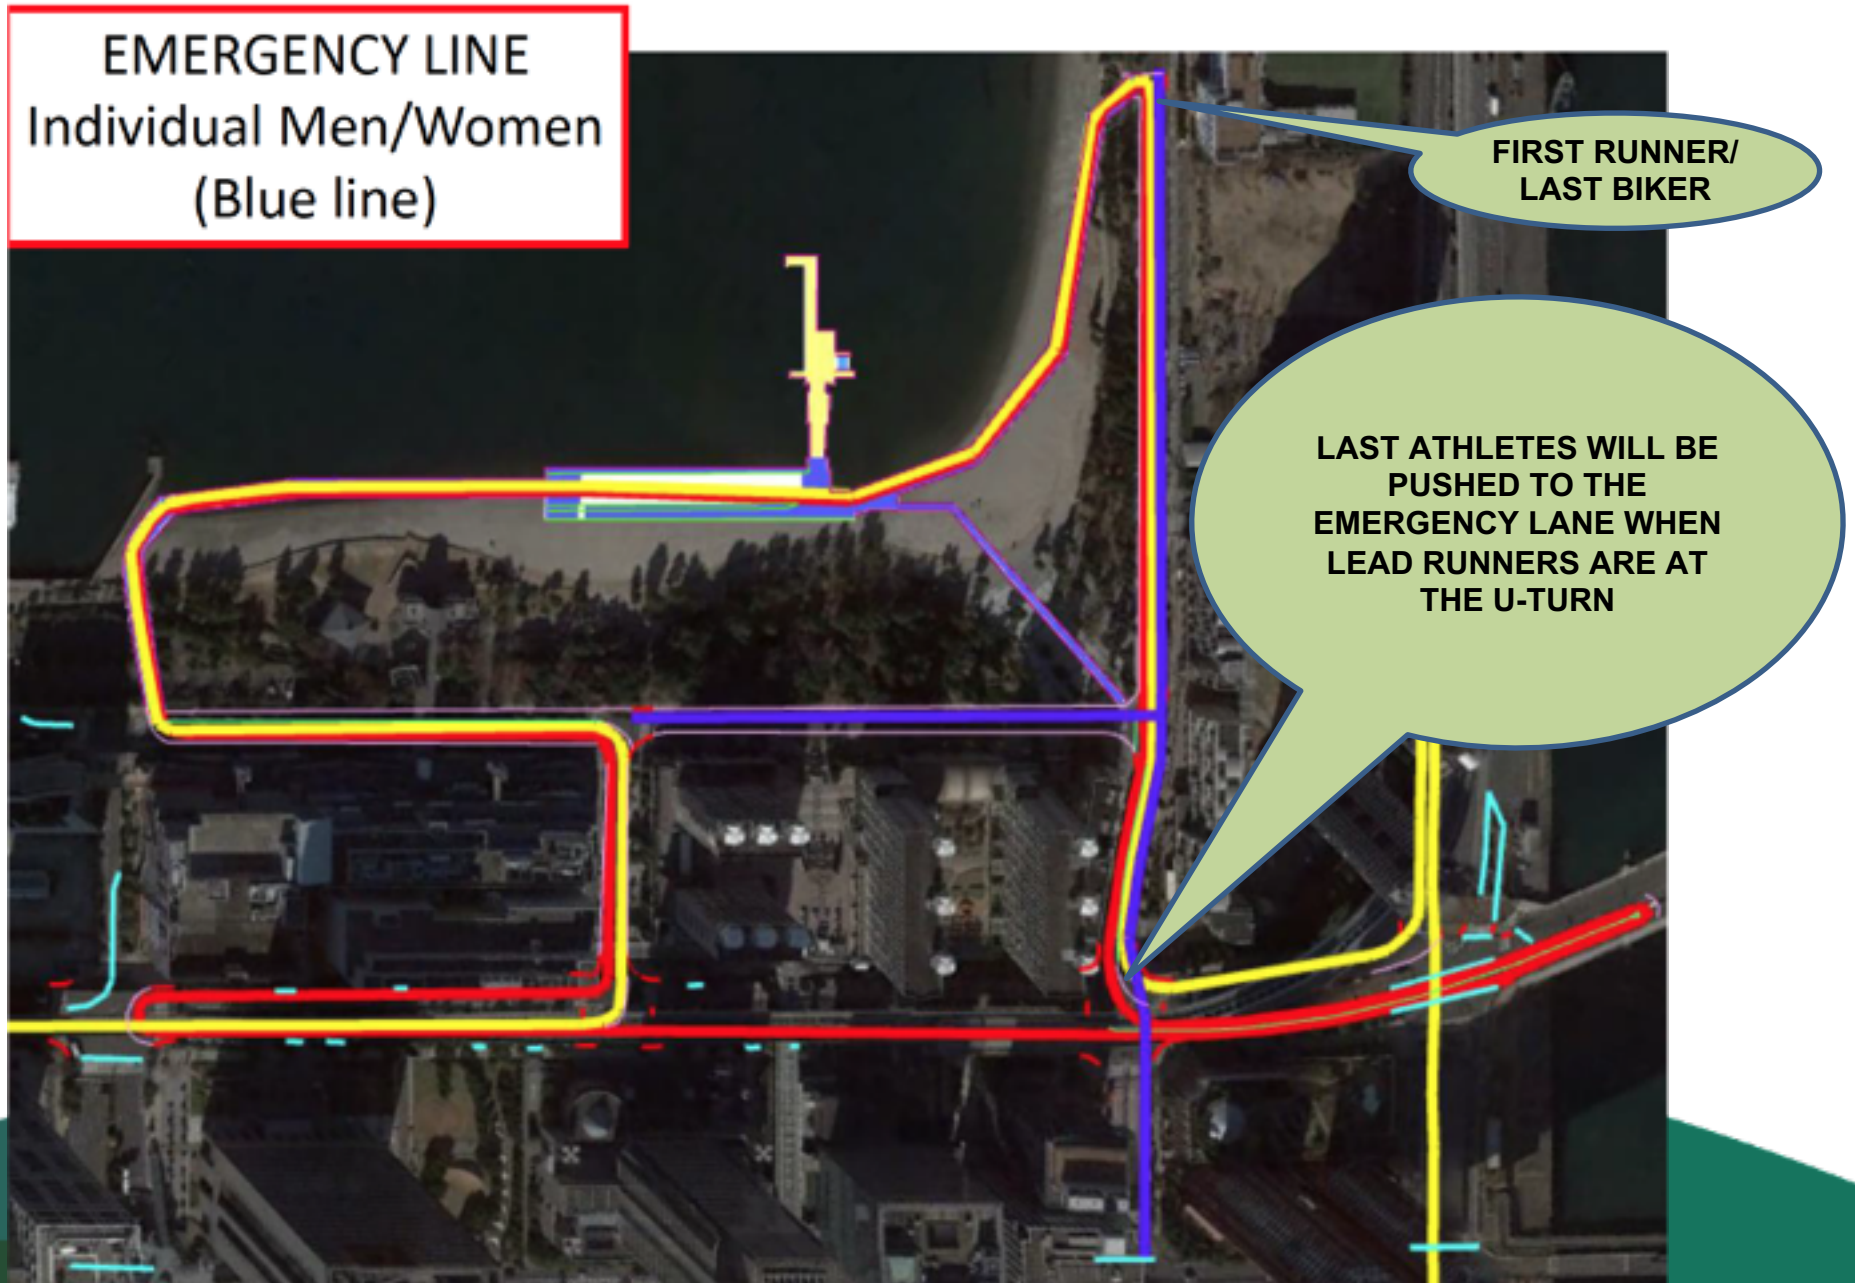 EMERGENCY LINE
Individual Men/Women
(Blue line)
FIRST RUNNER/
LAST BIKER
LAST ATHLETES WILL BE
PUSHED TO THE
EMERGENCY LANE WHEN
LEAD RUNNERS ARE AT
THE U-TURN